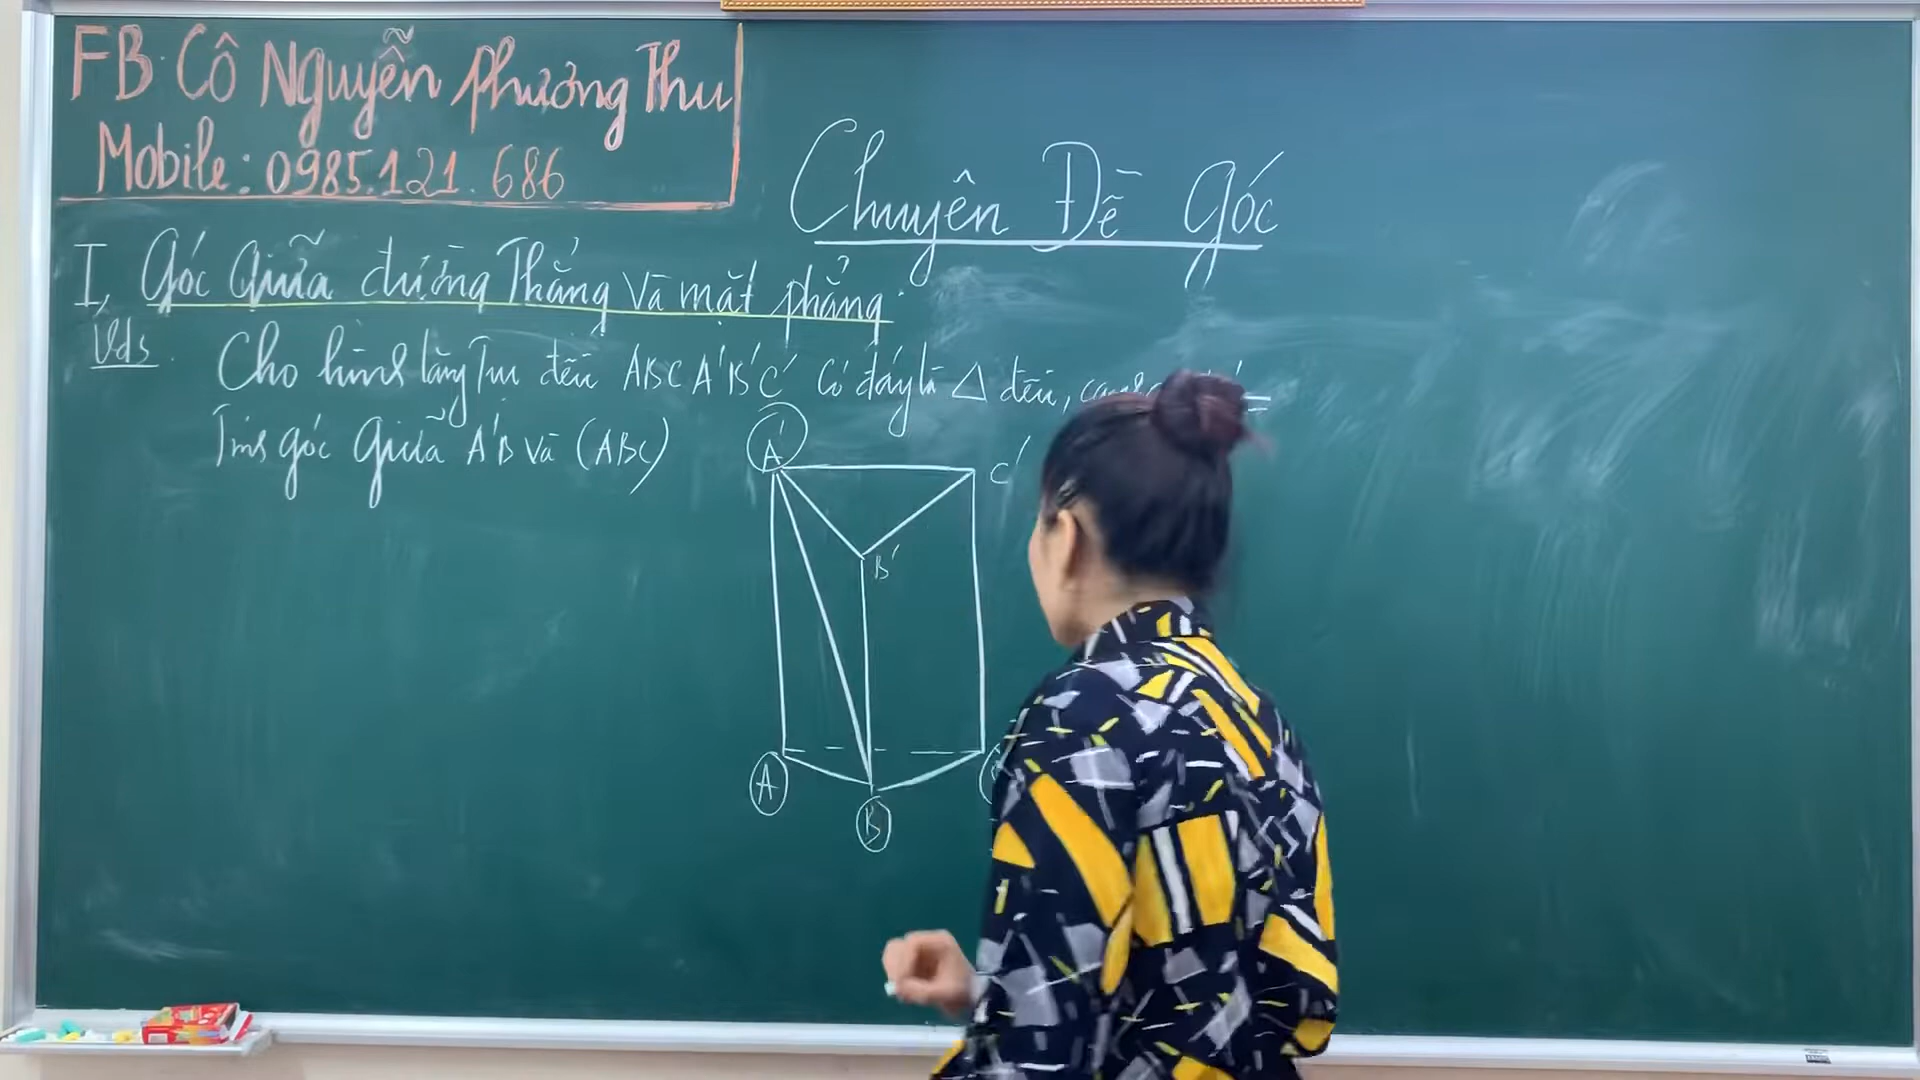 FB: Cô Nguyễn Phương Thu
Mobile: 0985.121.686
Chuyên Đề Góc
I, Góc Giữa đường Thẳng và mặt phẳng.
Vd5
Cho hình lăng Trụ đều ABC A'B'C' Có đáy là Δ đều, =
Tính góc Giữa A'B và (ABC)
A'
C'
B'
A
B